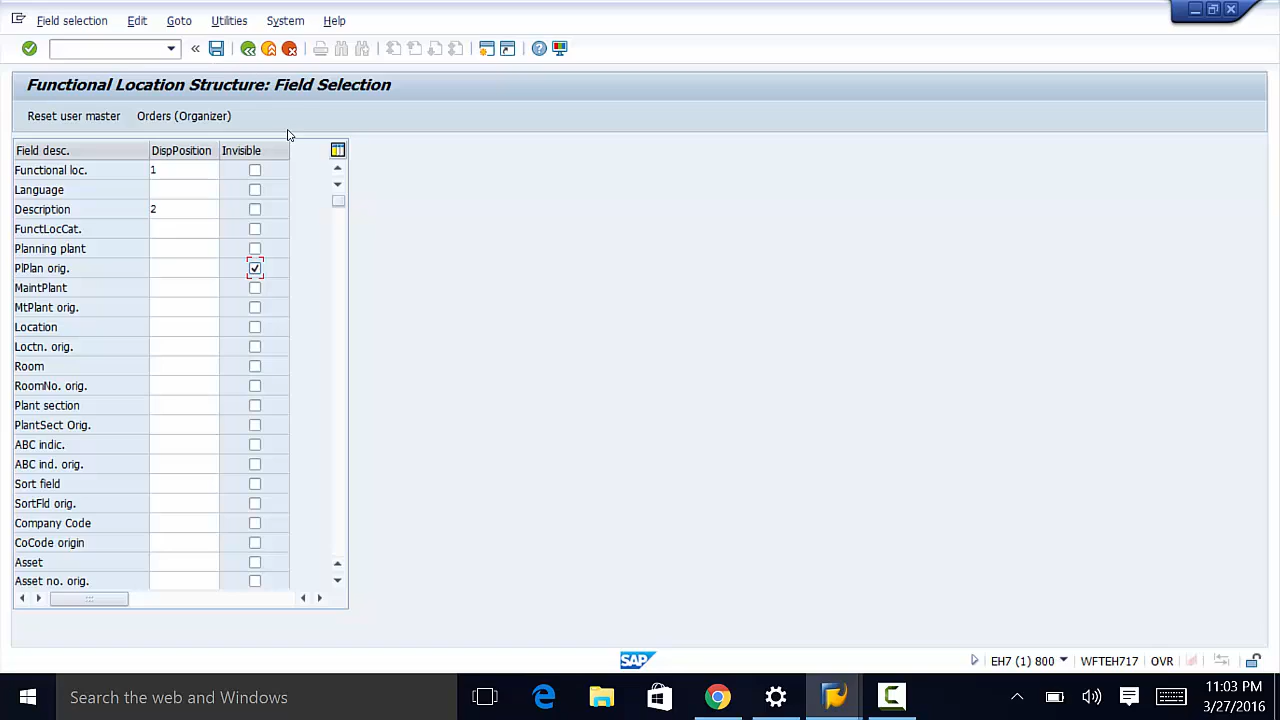 Field selection Edit Goto Utilities System Help
Functional Location Structure: Field Selection
Reset user master Orders (Organizer)
Field desc. DispPosition Invisible
Functional loc. 1
Language
Description 2
FunctLocCat.
Planning plant
PlPlan orig.
MaintPlant
MtPlant orig.
Location
Loctn. orig.
Room
RoomNo. orig.
Plant section
PlantSect Orig.
ABC indic.
ABC ind. orig.
Sort field
SortFld orig.
Company Code
CoCode origin
Asset
Asset no. orig.
SAP EH7 (1) 800 WFTEH717 OVR
Search the web and Windows
11:03 PM
3/27/2016